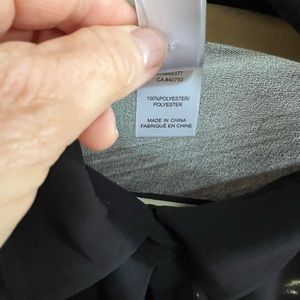 CA #40750
100%POLYESTER/
POLYESTER
MADE IN CHINA
FABRIQUÉ EN CHINE